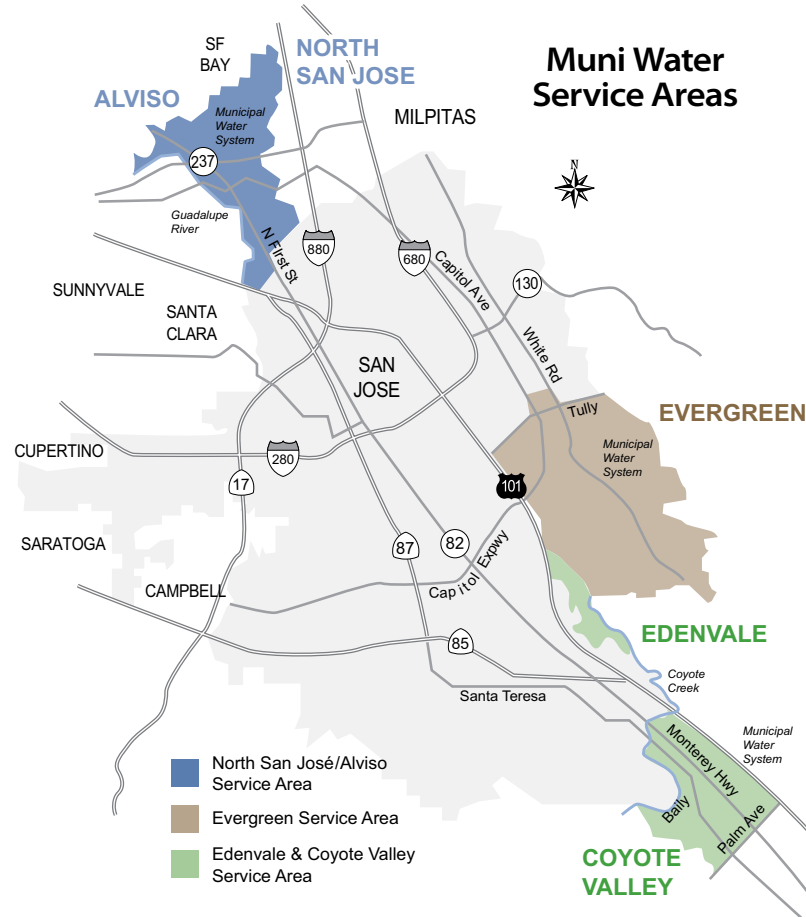 Muni Water
Service Areas
SF
BAY
NORTH
SAN JOSE
ALVISO
Municipal
Water
System
MILPITAS
237
N
Guadalupe
River
N FIrst St
880
680
Capitol Ave
130
SUNNYVALE
SANTA
CLARA
White Rd
SAN
JOSE
Tully
EVERGREEN
Municipal
Water
System
CUPERTINO
280
17
101
SARATOGA
87
82
Capitol Expwy
CAMPBELL
85
EDENVALE
Coyote
Creek
Santa Teresa
Municipal
Water
System
Monterey Hwy
Baily
Palm Ave
COYOTE
VALLEY
North San José/Alviso
Service Area
Evergreen Service Area
Edenvale & Coyote Valley
Service Area